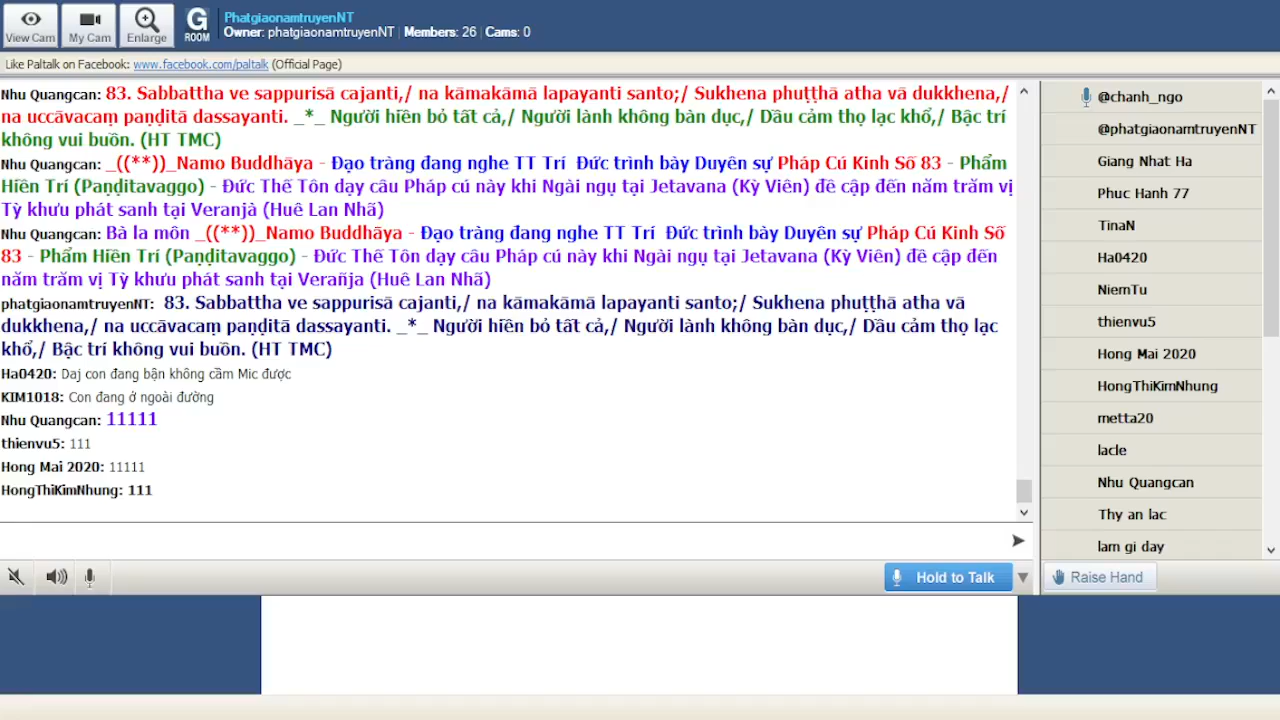 View Cam
My Cam
Enlarge
G
ROOM
PhatgiaonamtruyenNT
Owner: phatgiaonamtruyenNT | Members: 26 | Cams: 0
Like Paltalk on Facebook: www.facebook.com/paltalk (Official Page)
Nhu Quangcan: 83. Sabbattha ve sappurisā cajanti,/ na kāmakāmā lapayanti santo;/ Sukhena phuṭṭhā atha vā dukkhena,/
na uccāvacaṃ paṇḍitā dassayanti. _*_ Người hiền bỏ tất cả,/ Người lành không bàn dục,/ Dầu cảm thọ lạc khổ,/ Bậc trí
không vui buồn. (HT TMC)
Nhu Quangcan: _((**))_Namo Buddhāya - Đạo tràng đang nghe TT Trí Đức trình bày Duyên sự Pháp Cú Kinh Số 83 - Phẩm
Hiền Trí (Paṇḍitavaggo) - Đức Thế Tôn dạy câu Pháp cú này khi Ngài ngụ tại Jetavana (Kỳ Viên) đề cập đến năm trăm vị
Tỳ khưu phát sanh tại Veranjà (Huê Lan Nhã)
Nhu Quangcan: Bà la môn _((**))_Namo Buddhāya - Đạo tràng đang nghe TT Trí Đức trình bày Duyên sự Pháp Cú Kinh Số
83 - Phẩm Hiền Trí (Paṇḍitavaggo) - Đức Thế Tôn dạy câu Pháp cú này khi Ngài ngụ tại Jetavana (Kỳ Viên) đề cập đến
năm trăm vị Tỳ khưu phát sanh tại Verañja (Huê Lan Nhã)
phatgiaonamtruyenNT: 83. Sabbattha ve sappurisā cajanti,/ na kāmakāmā lapayanti santo;/ Sukhena phuṭṭhā atha vā
dukkhena,/ na uccāvacaṃ paṇḍitā dassayanti. _*_ Người hiền bỏ tất cả,/ Người lành không bàn dục,/ Dầu cảm thọ lạc
khổ,/ Bậc trí không vui buồn. (HT TMC)
Ha0420: Daj con đang bận không cầm Mic được
KIM1018: Con đang ở ngoài đường
Nhu Quangcan: 11111
thienvu5: 111
Hong Mai 2020: 11111
HongThiKimNhung: 111
Hold to Talk
@chanh_ngo
@phatgiaonamtruyenNT
Giang Nhat Ha
Phuc Hanh 77
TinaN
Ha0420
NiemTu
thienvu5
Hong Mai 2020
HongThiKimNhung
metta20
lacle
Nhu Quangcan
Thy an lac
lam gi day
Raise Hand